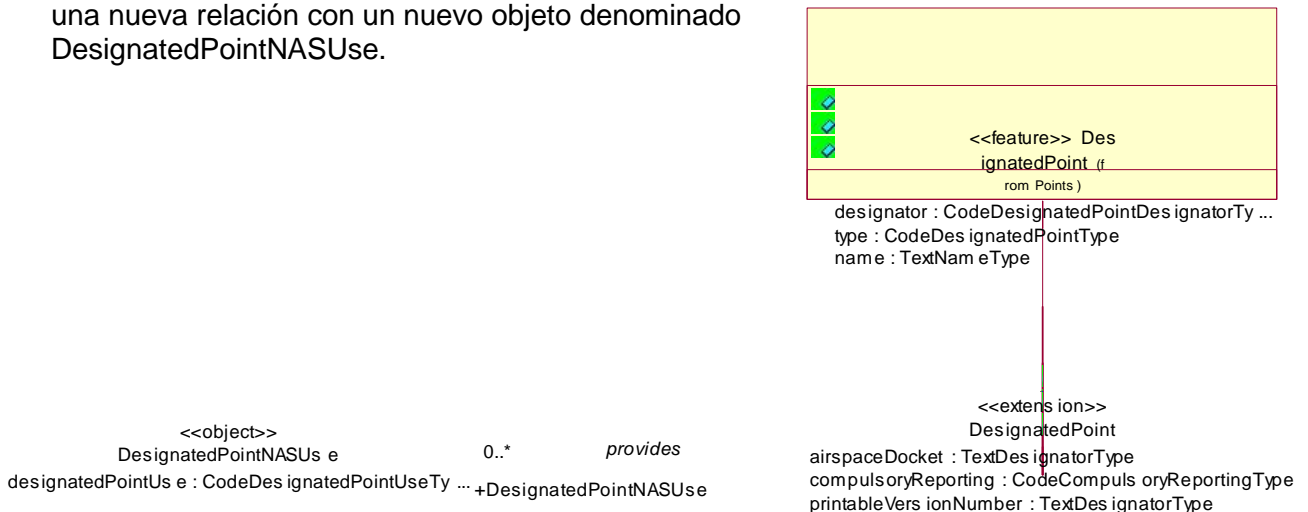 una nueva relación con un nuevo objeto denominado
DesignatedPointNASUse.
<<feature>> Des
ignatedPoint (f
rom Points )
designator : CodeDesignatedPointDes ignatorTy ...
type : CodeDes ignatedPointType
nam e : TextNam eType
<<extens ion>>
DesignatedPoint
airspaceDocket : TextDes ignatorType
compulsoryReporting : CodeCompuls oryReportingType
printableVers ionNumber : TextDes ignatorType
<<object>>
DesignatedPointNASUs e
designatedPointUs e : CodeDes ignatedPointUseTy ...
0..*
provides
+DesignatedPointNASUse